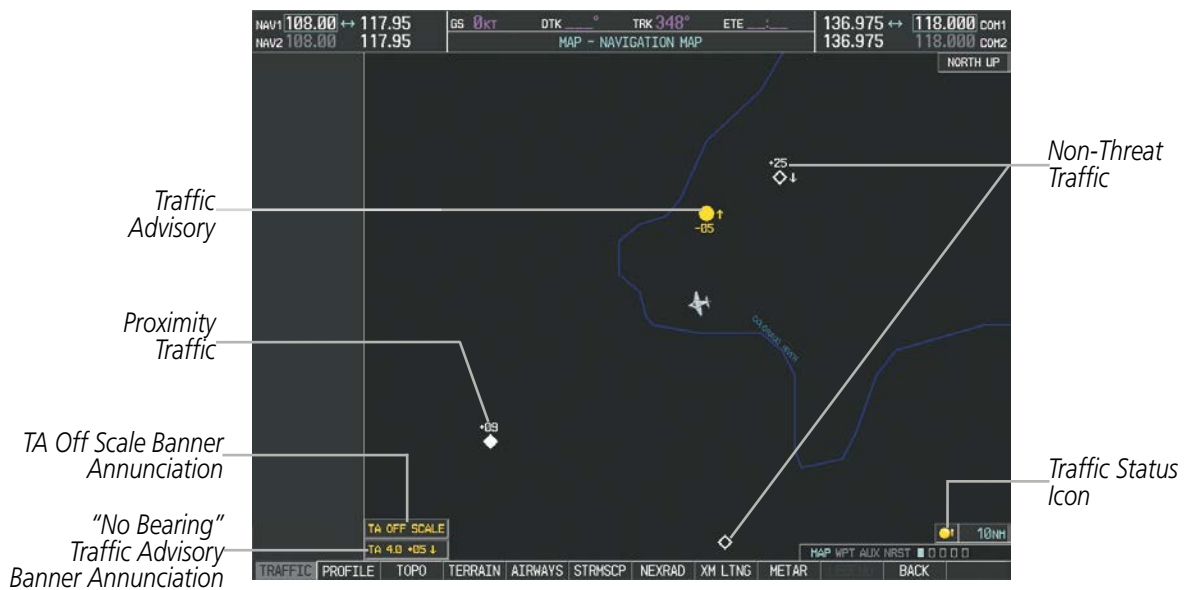 NAV1 108.00 ↔ 117.95 GS 0KT DTK ___° TRK 348° ETE __:__ 136.975 ↔ 118.000 COM1
NAV2 108.00 117.95 MAP - NAVIGATION MAP 136.975 118.000 COM2
NORTH UP
+25
↓
Non-Threat
Traffic
Traffic
Advisory
↑
-05
Proximity
Traffic
COLORADO RIVER
+09
TA Off Scale Banner
Annunciation
Traffic Status
Icon
"No Bearing"
Traffic Advisory
Banner Annunciation
TA OFF SCALE
TA 4.0 +05 ↓
10NM
MAP WPT AUX NRST
TRAFFIC PROFILE TOPO TERRAIN AIRWAYS STRMSCP NEXRAD XM LTNG METAR LEGEND BACK